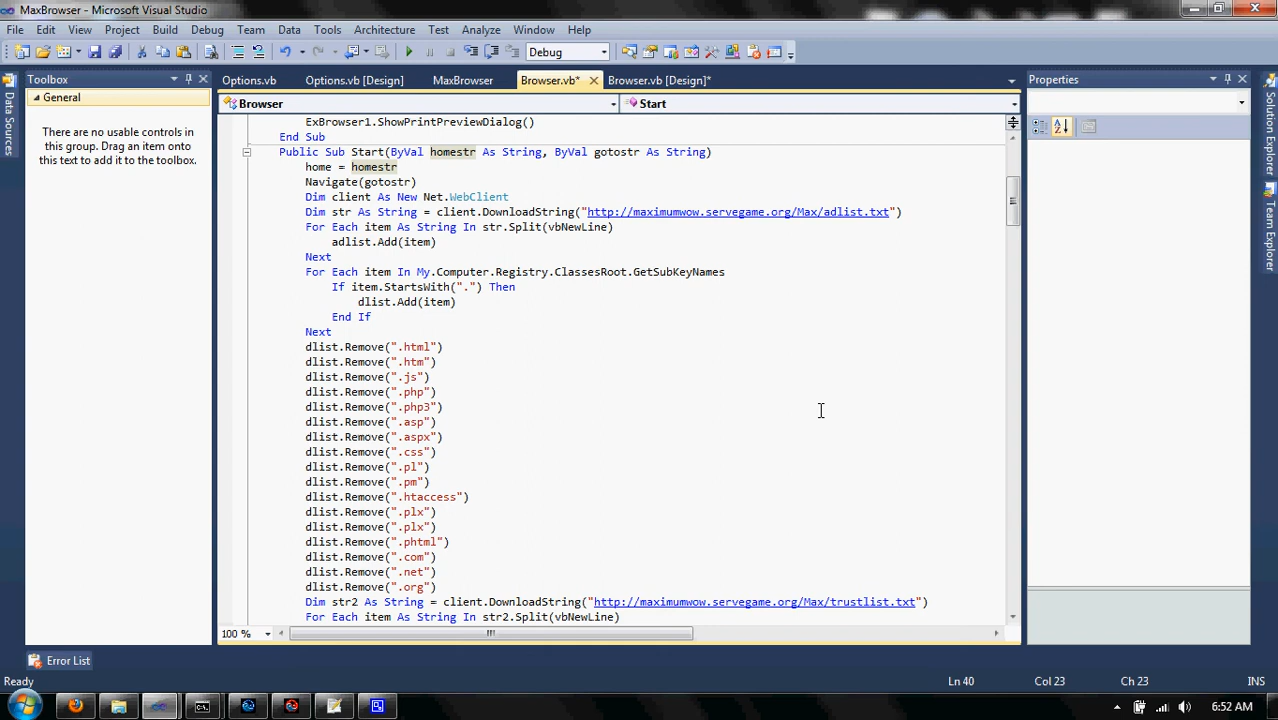 MaxBrowser - Microsoft Visual Studio
File Edit View Project Build Debug Team Data Tools Architecture Test Analyze Window Help
Debug
Toolbox
General
There are no usable controls in
this group. Drag an item onto
this text to add it to the toolbox.
Data Sources
Options.vb Options.vb [Design] MaxBrowser Browser.vb* Browser.vb [Design]*
Browser Start
ExBrowser1.ShowPrintPreviewDialog()
End Sub
Public Sub Start(ByVal homestr As String, ByVal gotostr As String)
home = homestr
Navigate(gotostr)
Dim client As New Net.WebClient
Dim str As String = client.DownloadString("http://maximumwow.servegame.org/Max/adlist.txt")
For Each item As String In str.Split(vbNewLine)
adlist.Add(item)
Next
For Each item In My.Computer.Registry.ClassesRoot.GetSubKeyNames
If item.StartsWith(".") Then
dlist.Add(item)
End If
Next
dlist.Remove(".html")
dlist.Remove(".htm")
dlist.Remove(".js")
dlist.Remove(".php")
dlist.Remove(".php3")
dlist.Remove(".asp")
dlist.Remove(".aspx")
dlist.Remove(".css")
dlist.Remove(".pl")
dlist.Remove(".pm")
dlist.Remove(".htaccess")
dlist.Remove(".plx")
dlist.Remove(".plx")
dlist.Remove(".phtml")
dlist.Remove(".com")
dlist.Remove(".net")
dlist.Remove(".org")
Dim str2 As String = client.DownloadString("http://maximumwow.servegame.org/Max/trustlist.txt")
For Each item As String In str2.Split(vbNewLine)
100 %
Properties
Solution Explorer
Team Explorer
Error List
Ready Ln 40 Col 23 Ch 23 INS
6:52 AM